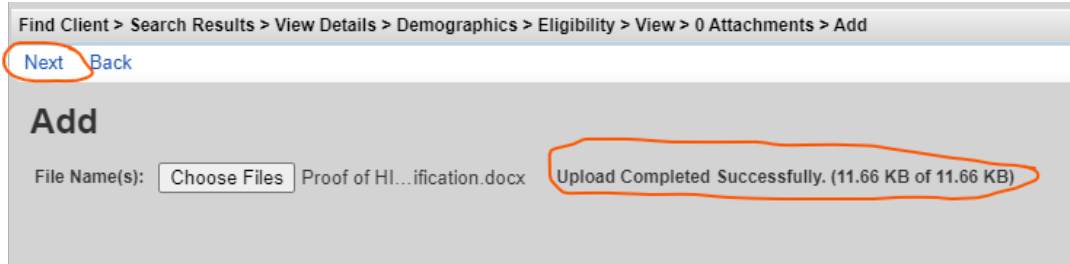 Find Client > Search Results > View Details > Demographics > Eligibility > View > 0 Attachments > Add
Next Back
Add
File Name(s): Choose Files Proof of HI...ification.docx Upload Completed Successfully. (11.66 KB of 11.66 KB)